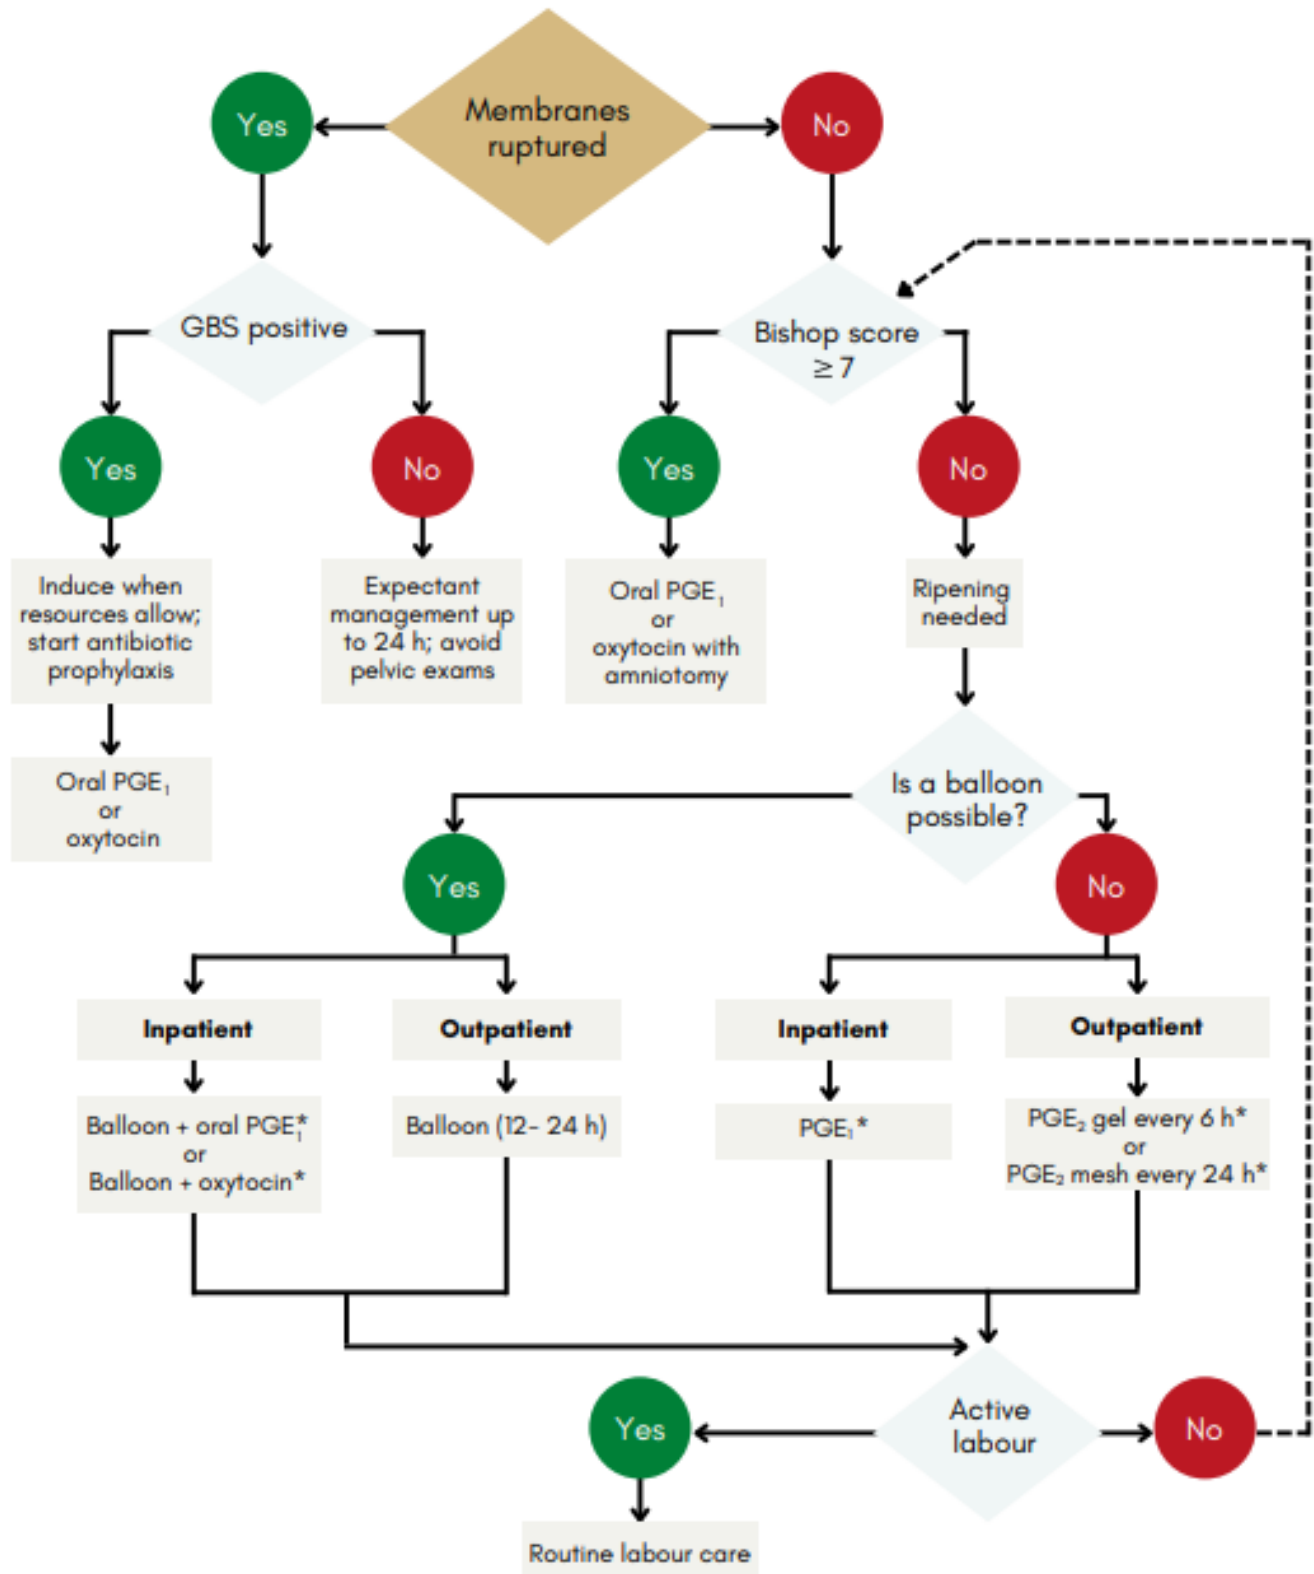 Membranes
ruptured
Yes
No
GBS positive
Bishop score
≥ 7
Yes
No
Yes
No
Induce when
resources allow;
start antibiotic
prophylaxis
Expectant
management up
to 24 h; avoid
pelvic exams
Oral PGE₁
or
oxytocin with
amniotomy
Ripening
needed
Oral PGE₁
or
oxytocin
Is a balloon
possible?
Yes
No
Inpatient
Outpatient
Inpatient
Outpatient
Balloon + oral PGE₁*
or
Balloon + oxytocin*
Balloon (12- 24 h)
PGE₁*
PGE₂ gel every 6 h*
or
PGE₂ mesh every 24 h*
Active
labour
Yes
No
Routine labour care